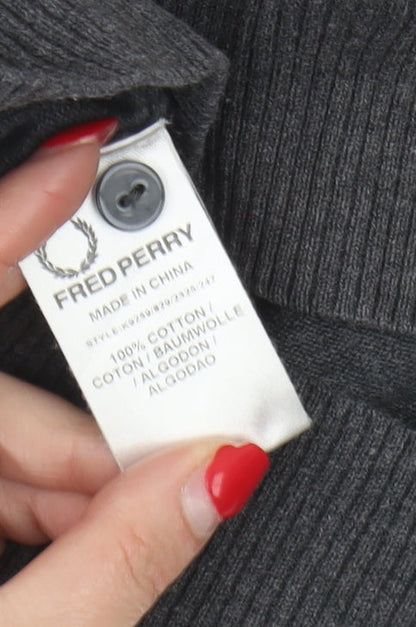 FRED PERRY
MADE IN CHINA
100% COTTON /
COTON / BAUMWOLLE
/ ALGODON /
ALGODAO